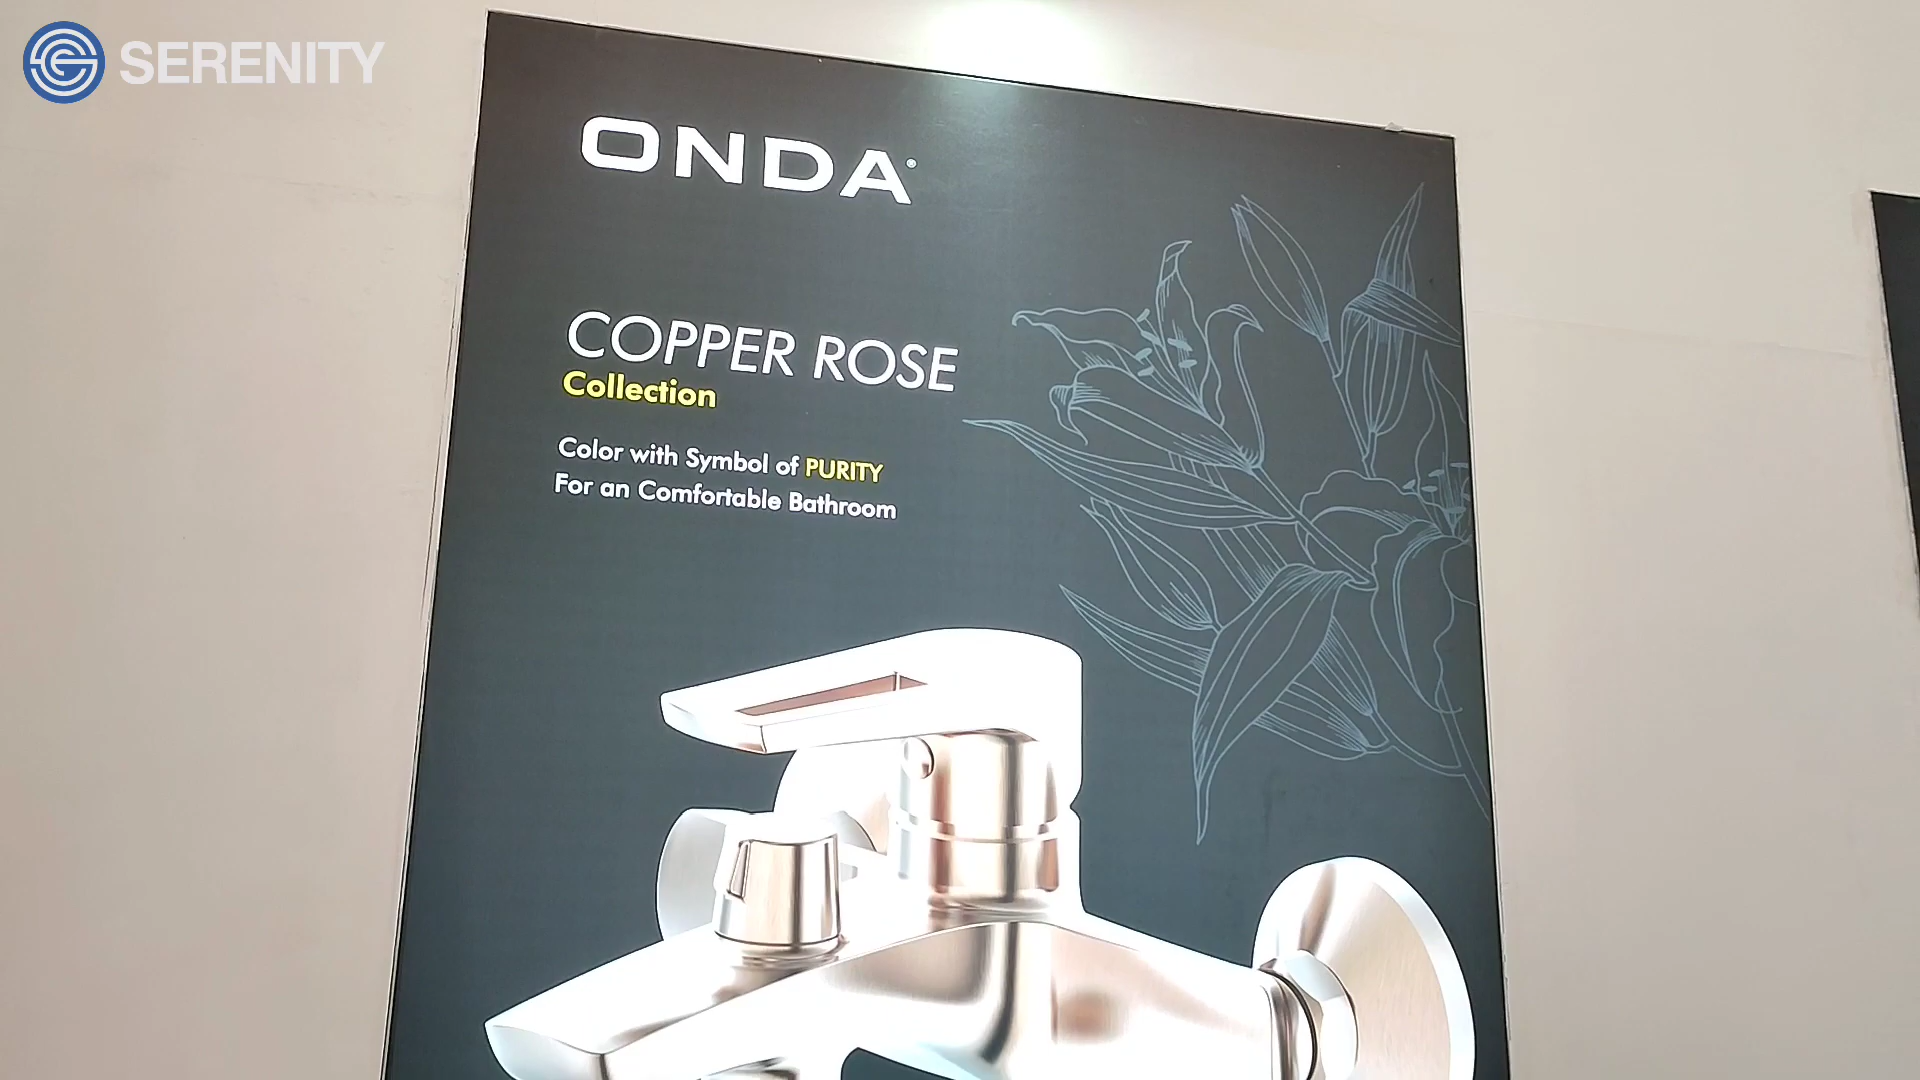 SERENITY
ONDA®
COPPER ROSE
Collection
Color with Symbol of PURITY
For an Comfortable Bathroom